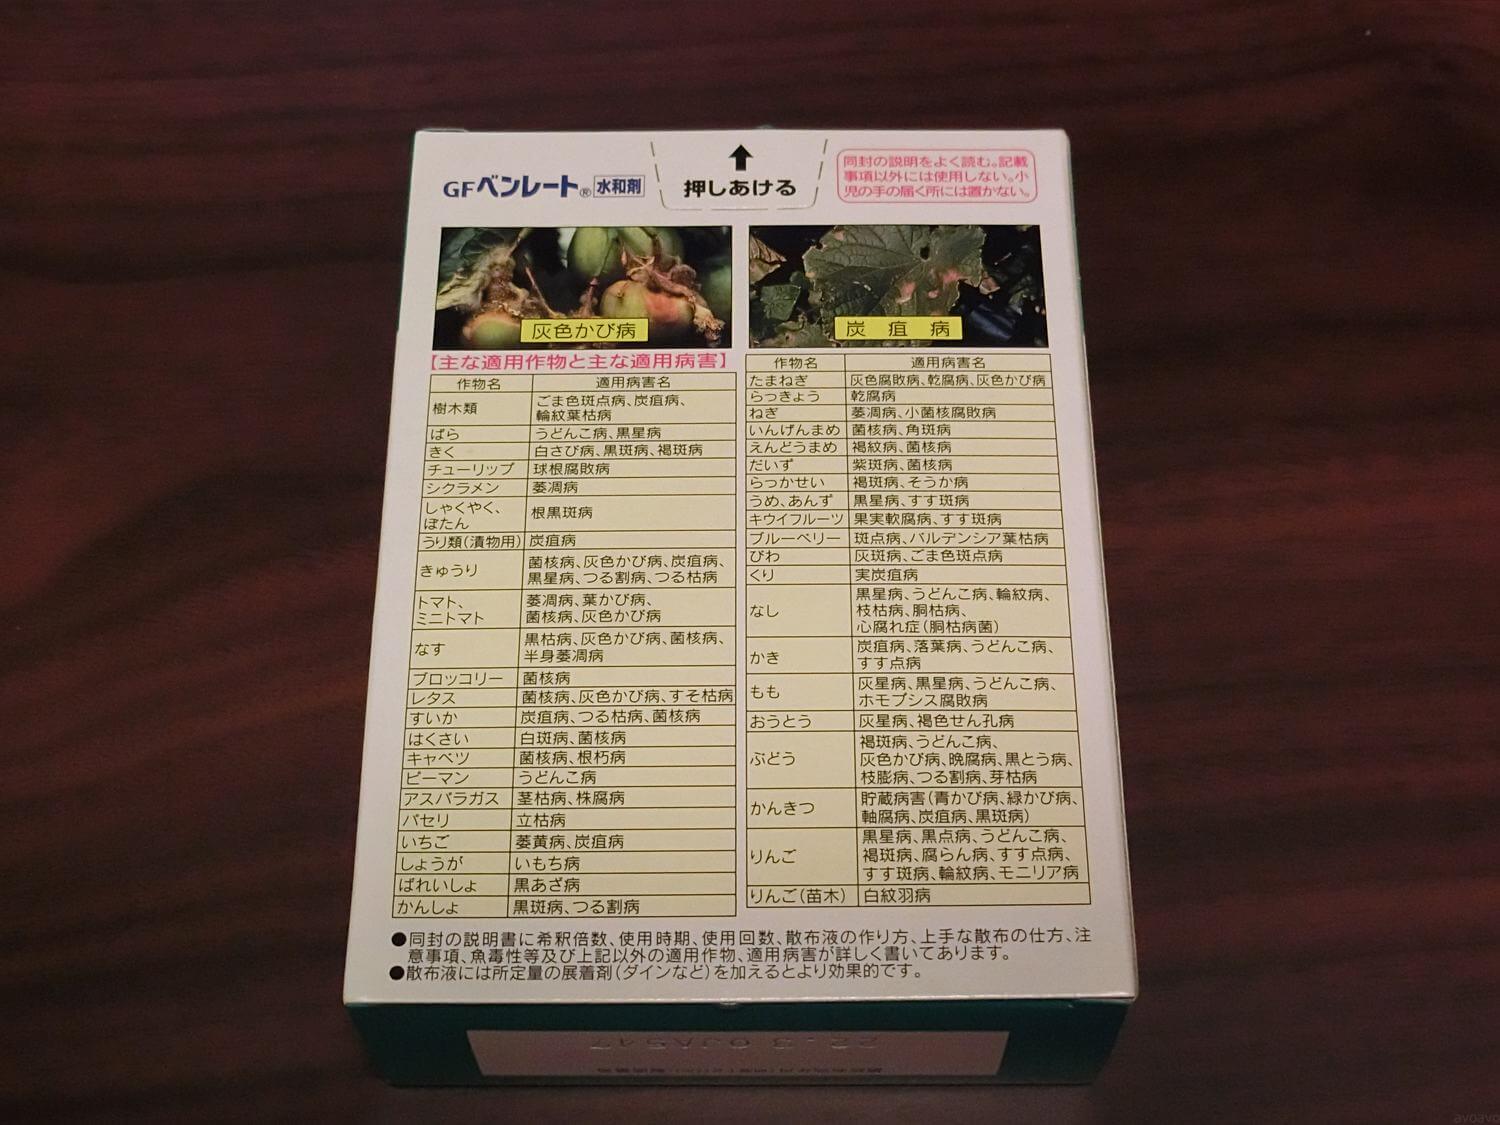 GFベンレート® 水和剤
押しあける
同封の説明をよく読む。記載
事項以外には使用しない。小
児の手の届く所には置かない。
灰色かび病
炭疽病
【主な適用作物と主な適用病害】
作物名 適用病害名
樹木類 ごま色斑点病、炭疽病、
輪紋葉枯病
ばら うどんこ病、黒星病
きく 白さび病、黒斑病、褐斑病
チューリップ 球根腐敗病
シクラメン 萎凋病
しゃくやく、
ぼたん 根黒斑病
うり類(漬物用) 炭疽病
きゅうり 菌核病、灰色かび病、炭疽病、
黒星病、つる割病、つる枯病
トマト、 萎凋病、葉かび病、
ミニトマト 菌核病、灰色かび病
なす 黒枯病、灰色かび病、菌核病、
半身萎凋病
ブロッコリー 菌核病
レタス 菌核病、灰色かび病、すそ枯病
すいか 炭疽病、つる枯病、菌核病
はくさい 白斑病、菌核病
キャベツ 菌核病、根朽病
ピーマン うどんこ病
アスパラガス 茎枯病、株腐病
パセリ 立枯病
いちご 萎黄病、炭疽病
しょうが いもち病
ばれいしょ 黒あざ病
かんしょ 黒斑病、つる割病
作物名 適用病害名
たまねぎ 灰色腐敗病、乾腐病、灰色かび病
らっきょう 乾腐病
ねぎ 萎凋病、小菌核腐敗病
いんげんまめ 菌核病、角斑病
えんどうまめ 褐紋病、菌核病
だいず 紫斑病、菌核病
らっかせい 褐斑病、そうか病
うめ、あんず 黒星病、すす斑病
キウイフルーツ 果実軟腐病、すす斑病
ブルーベリー 斑点病、バルデンシア葉枯病
びわ 灰斑病、ごま色斑点病
くり 実炭疽病
なし 黒星病、うどんこ病、輪紋病、
枝枯病、胴枯病、
心腐れ症(胴枯病菌)
かき 炭疽病、落葉病、うどんこ病、
すす点病
もも 灰星病、黒星病、うどんこ病、
ホモプシス腐敗病
おうとう 灰星病、褐色せん孔病
ぶどう 褐斑病、うどんこ病、
灰色かび病、晩腐病、黒とう病、
枝膨病、つる割病、芽枯病
かんきつ 貯蔵病害(青かび病、緑かび病、
軸腐病、炭疽病、黒斑病)
りんご 黒星病、黒点病、うどんこ病、
褐斑病、腐らん病、すす点病、
すす斑病、輪紋病、モニリア病
りんご(苗木) 白紋羽病
●同封の説明書に希釈倍数、使用時期、使用回数、散布液の作り方、上手な散布の仕方、注
意事項、魚毒性等及び上記以外の適用作物、適用病害が詳しく書いてあります。
●散布液には所定量の展着剤(ダインなど)を加えるとより効果的です。
22.3 0JA517